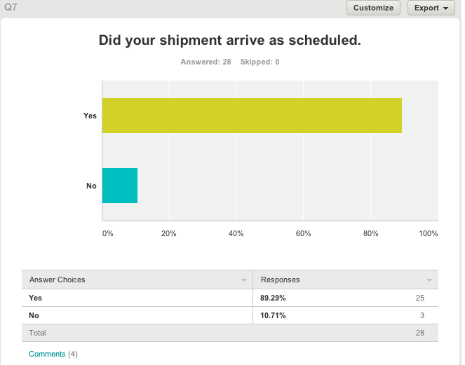 Q7 Customize Export
Did your shipment arrive as scheduled.
Answered: 28 Skipped: 0
Yes
No
0% 20% 40% 60% 80% 100%
Answer Choices Responses
Yes 89.29% 25
No 10.71% 3
Total 28
Comments (4)